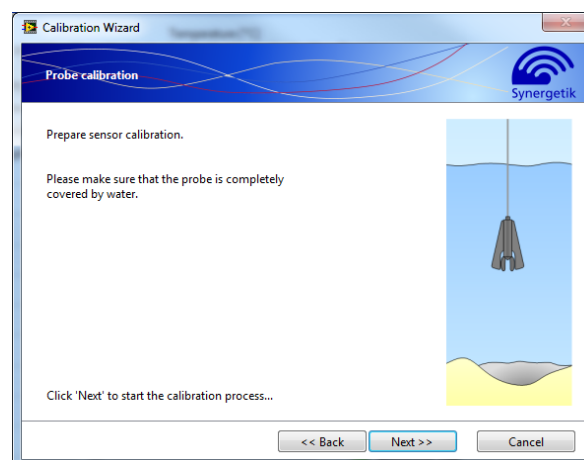 Calibration Wizard
Temperature [°C]
Probe calibration
Synergetik
Prepare sensor calibration.
Please make sure that the probe is completely
covered by water.
Click 'Next' to start the calibration process...
<< Back
Next >>
Cancel